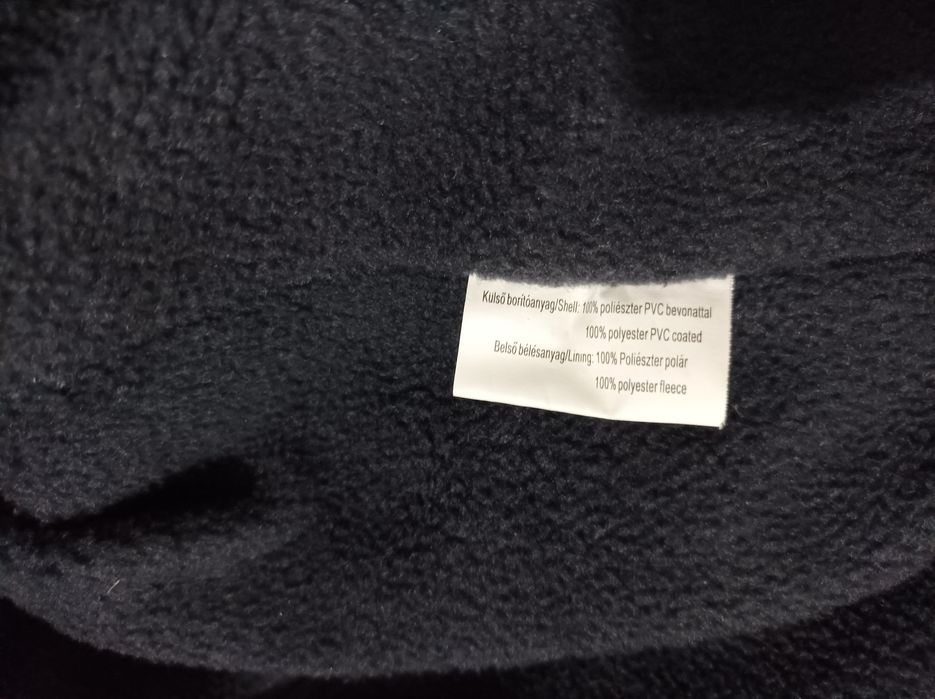 Külső borítóanyag/Shell: 100% poliészter PVC bevonattal
100% polyester PVC coated
Belső bélésanyag/Lining: 100% Poliészter polár
100% polyester fleece